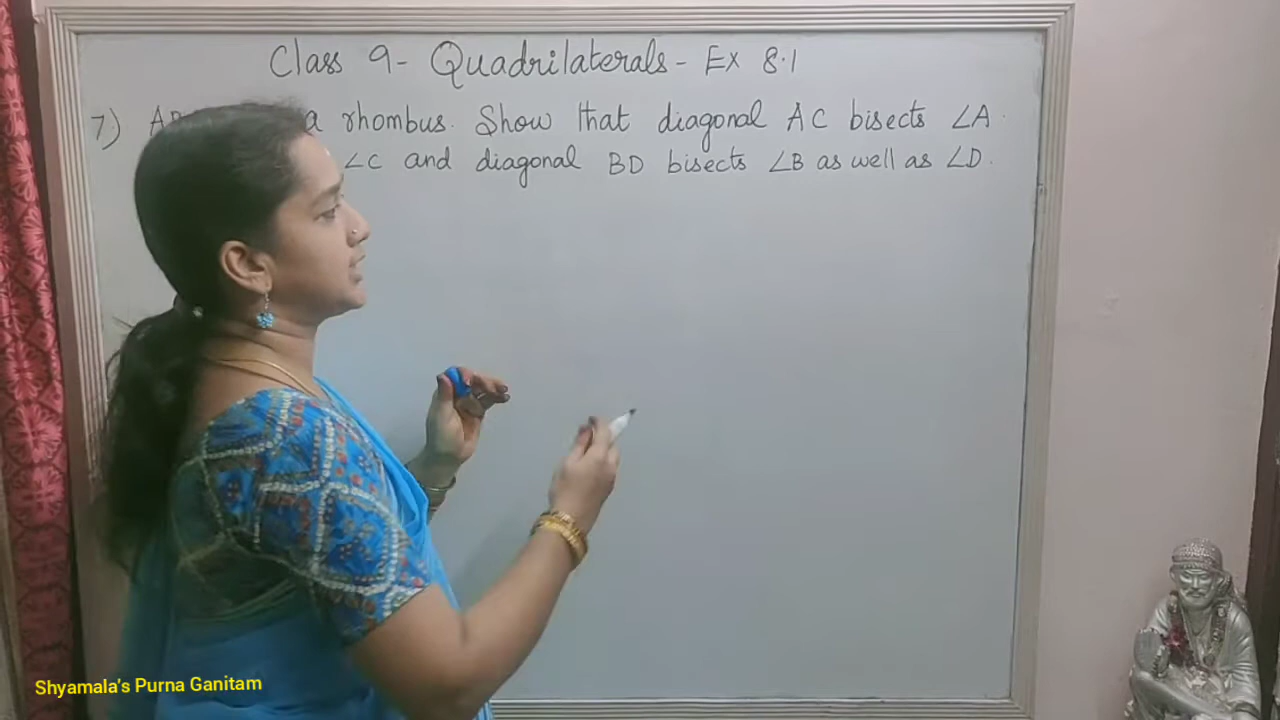 Class 9- Quadrilaterals - Ex 8.1
7) a rhombus. Show that diagonal AC bisects ∠A
∠C and diagonal BD bisects ∠B as well as ∠D.
Shyamala's Purna Ganitam